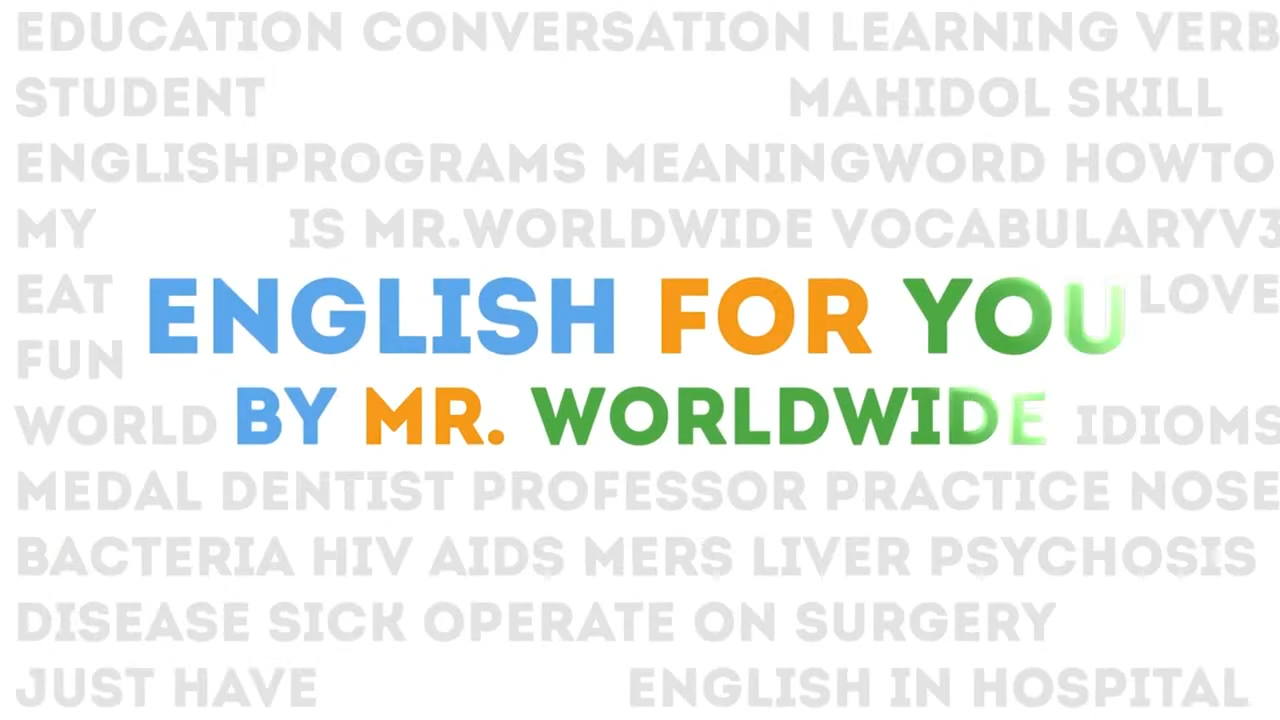 EDUCATION CONVERSATION LEARNING VERB
STUDENT MAHIDOL SKILL
ENGLISHPROGRAMS MEANINGWORD HOWTO
MY IS MR.WORLDWIDE VOCABULARYV3
EAT LOVE
ENGLISH FOR YOU
FUN
WORLD IDIOMS
BY MR. WORLDWIDE
MEDAL DENTIST PROFESSOR PRACTICE NOSE
BACTERIA HIV AIDS MERS LIVER PSYCHOSIS
DISEASE SICK OPERATE ON SURGERY
JUST HAVE ENGLISH IN HOSPITAL